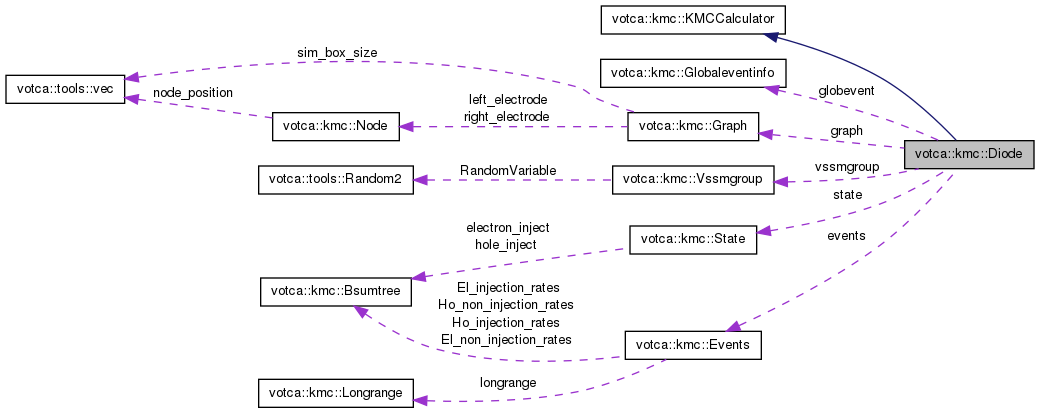 votca::kmc::KMCCalculator
sim_box_size
votca::kmc::Globaleventinfo
votca::tools::vec
node_position
globevent
left_electrode
right_electrode
votca::kmc::Node
votca::kmc::Graph
graph
votca::kmc::Diode
votca::tools::Random2
RandomVariable
votca::kmc::Vssmgroup
vssmgroup
state
electron_inject
hole_inject
votca::kmc::State
events
votca::kmc::Bsumtree
El_injection_rates
Ho_non_injection_rates
Ho_injection_rates
El_non_injection_rates
votca::kmc::Events
longrange
votca::kmc::Longrange